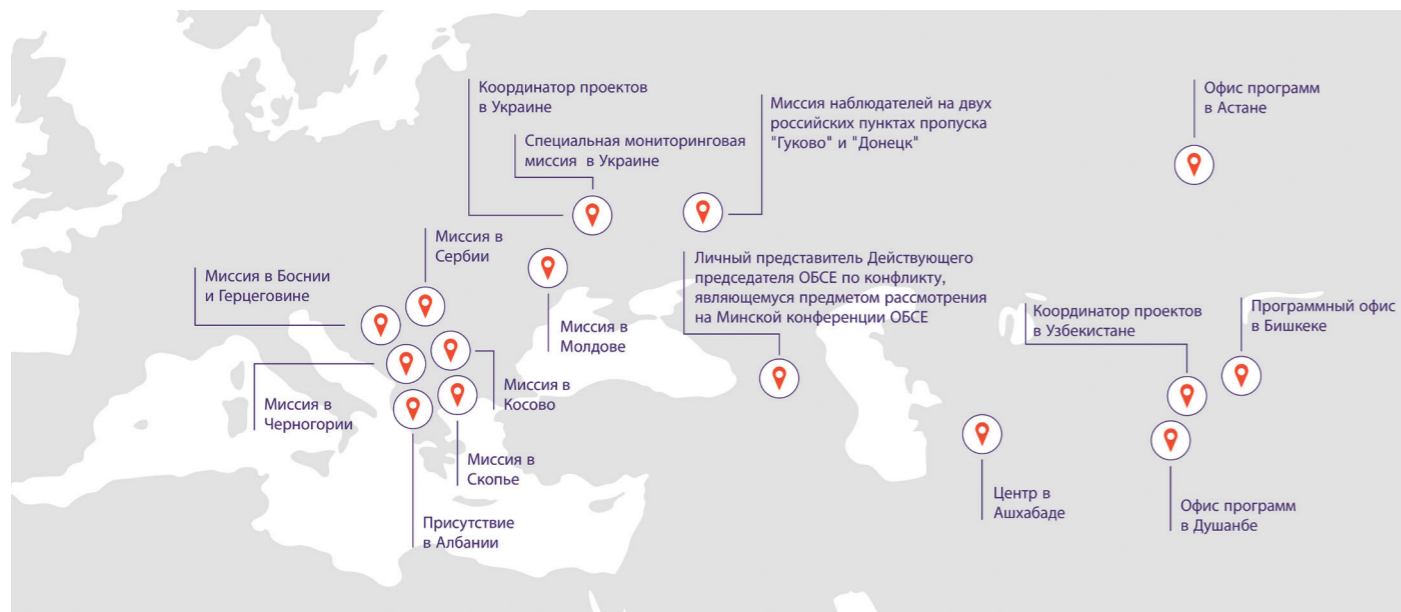 Координатор проектов
в Украине
Специальная мониторинговая
миссия в Украине
Миссия наблюдателей на двух
российских пунктах пропуска
"Гуково" и "Донецк"
Офис программ
в Астане
Миссия в
Сербии
Миссия в Боснии
и Герцеговине
Личный представитель Действующего
председателя ОБСЕ по конфликту,
являющемуся предметом рассмотрения
на Минской конференции ОБСЕ
Координатор проектов
в Узбекистане
Программный офис
в Бишкеке
Миссия в
Молдове
Миссия в
Косово
Миссия в
Черногории
Миссия в
Скопье
Присутствие
в Албании
Центр в
Ашхабаде
Офис программ
в Душанбе